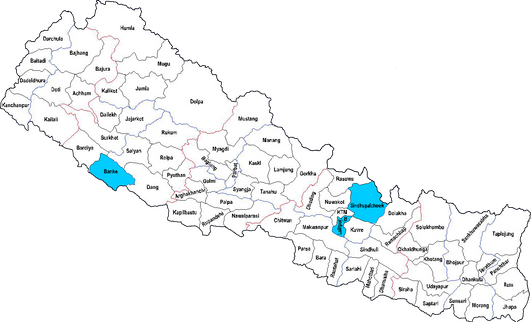 Humla
Darchula
Bajhang
Baitadi
Bajura
Mugu
Dadeldhura
Doti
Achham
Kalikot
Jumla
Dolpa
Kanchanpur
Kailali
Dailekh
Jajarkot
Mustang
Surkhet
Rukum
Manang
Bardiya
Salyan
Rolpa
Myagdi
Baglung
Parbat
Kaski
Lamjung
Gorkha
Rasuwa
Banke
Dang
Pyuthan
Gulmi
Syangja
Tanahu
Dhading
Nuwakot
Sindhupalchok
Arghakhanchi
Palpa
Kapilbastu
Rupandehi
Nawalparasi
Chitwan
KTM
B
Lalitpur
Dolakha
Makwanpur
Kavre
Ramechhap
Solukhumbu
Sankhuwasabha
Taplejung
Parsa
Bara
Rautahat
Sarlahi
Sindhuli
Okhaldhunga
Khotang
Bhojpur
Terathum
Panchthar
Mahottari
Dhanusha
Siraha
Udayapur
Dhankuta
Ilam
Saptari
Sunsari
Morang
Jhapa